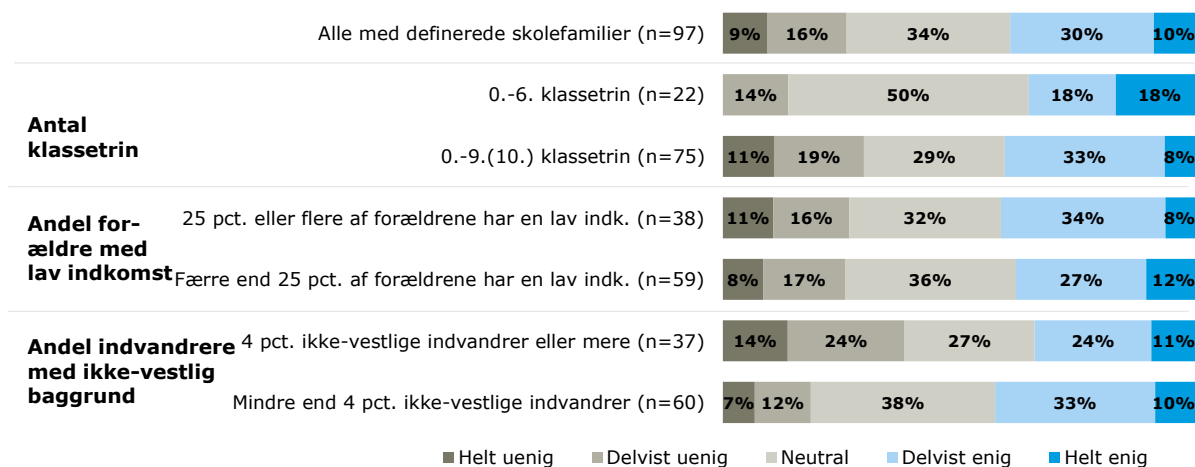 Alle med definerede skolefamilier (n=97) 9% 16% 34% 30% 10%
0.-6. klassetrin (n=22) 14% 50% 18% 18%
Antal
klassetrin
0.-9.(10.) klassetrin (n=75) 11% 19% 29% 33% 8%
25 pct. eller flere af forældrene har en lav indk. (n=38) 11% 16% 32% 34% 8%
Andel for-
ældre med
lav indkomst
Færre end 25 pct. af forældrene har en lav indk. (n=59) 8% 17% 36% 27% 12%
4 pct. ikke-vestlige indvandrer eller mere (n=37) 14% 24% 27% 24% 11%
Andel indvandrere
med ikke-vestlig
baggrund
Mindre end 4 pct. ikke-vestlige indvandrer (n=60) 7% 12% 38% 33% 10%
Helt uenig Delvist uenig Neutral Delvist enig Helt enig